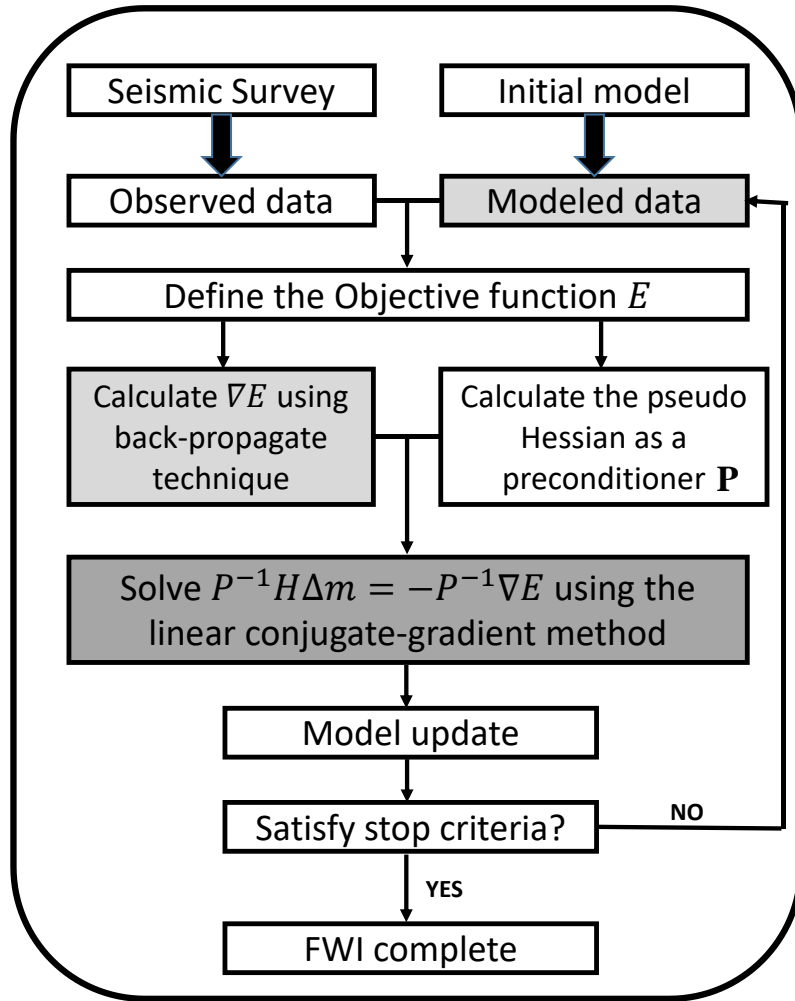 Seismic Survey
Initial model
Observed data
Modeled data
Define the Objective function E
Calculate ∇E using
back-propagate
technique
Calculate the pseudo
Hessian as a
preconditioner P
Solve P⁻¹HΔm = −P⁻¹∇E using the
linear conjugate-gradient method
Model update
Satisfy stop criteria?
NO
YES
FWI complete